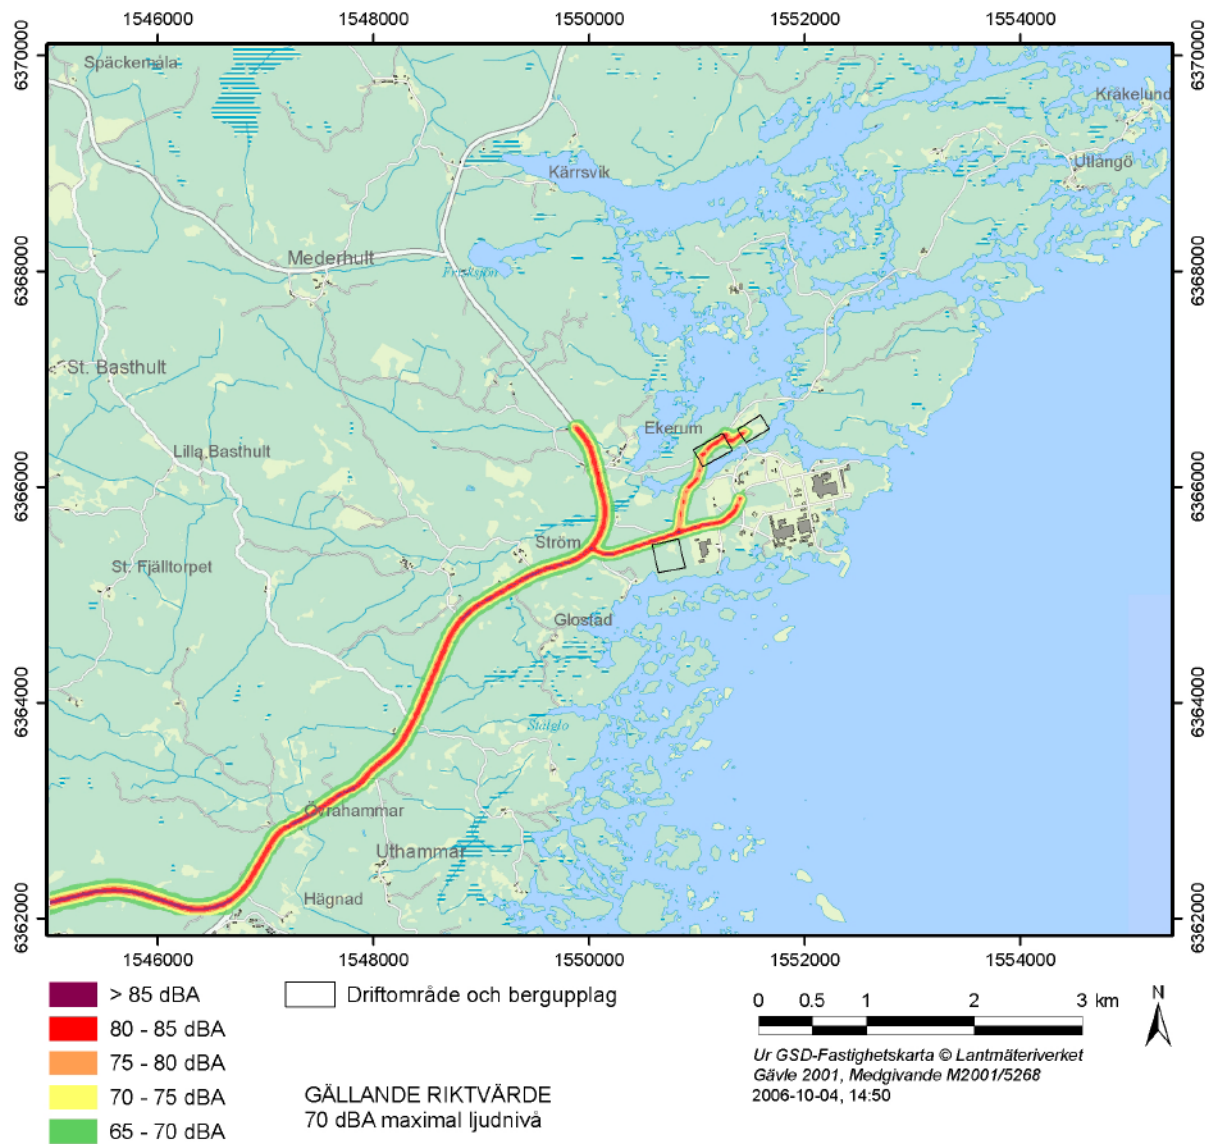 1546000 1548000 1550000 1552000 1554000
6370000 6370000
Späckemåla
Kråkelund
Utlångö
Kärrsvik
Mederhult
Frisksjön
6368000 6368000
St. Basthult
Ekerum
Lilla Basthult
6366000 6366000
Ström
St. Fjälltorpet
Glostad
6364000 6364000
Statglo
Övrahammar
Uthammar
Hägnad
6362000 6362000
1546000 1548000 1550000 1552000 1554000
> 85 dBA
80 - 85 dBA
75 - 80 dBA
70 - 75 dBA
65 - 70 dBA
Driftområde och bergupplag
GÄLLANDE RIKTVÄRDE
70 dBA maximal ljudnivå
0 0.5 1 2 3 km
N
Ur GSD-Fastighetskarta © Lantmäteriverket
Gävle 2001, Medgivande M2001/5268
2006-10-04, 14:50